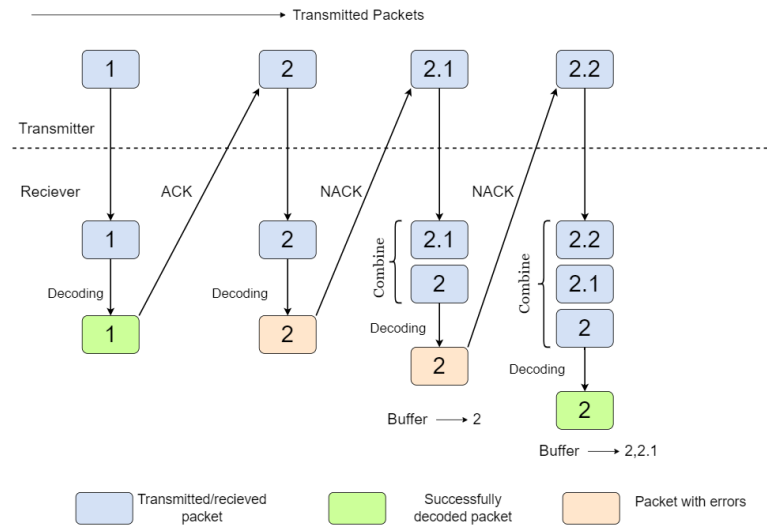 Transmitted Packets
1
2
2.1
2.2
Transmitter
Reciever
ACK
NACK
NACK
1
2
2.1
2.2
Combine
2
Combine
2.1
Decoding
Decoding
Decoding
2
1
2
2
Decoding
2
Buffer 2
Buffer 2,2.1
Transmitted/recieved
packet
Successfully
decoded packet
Packet with errors